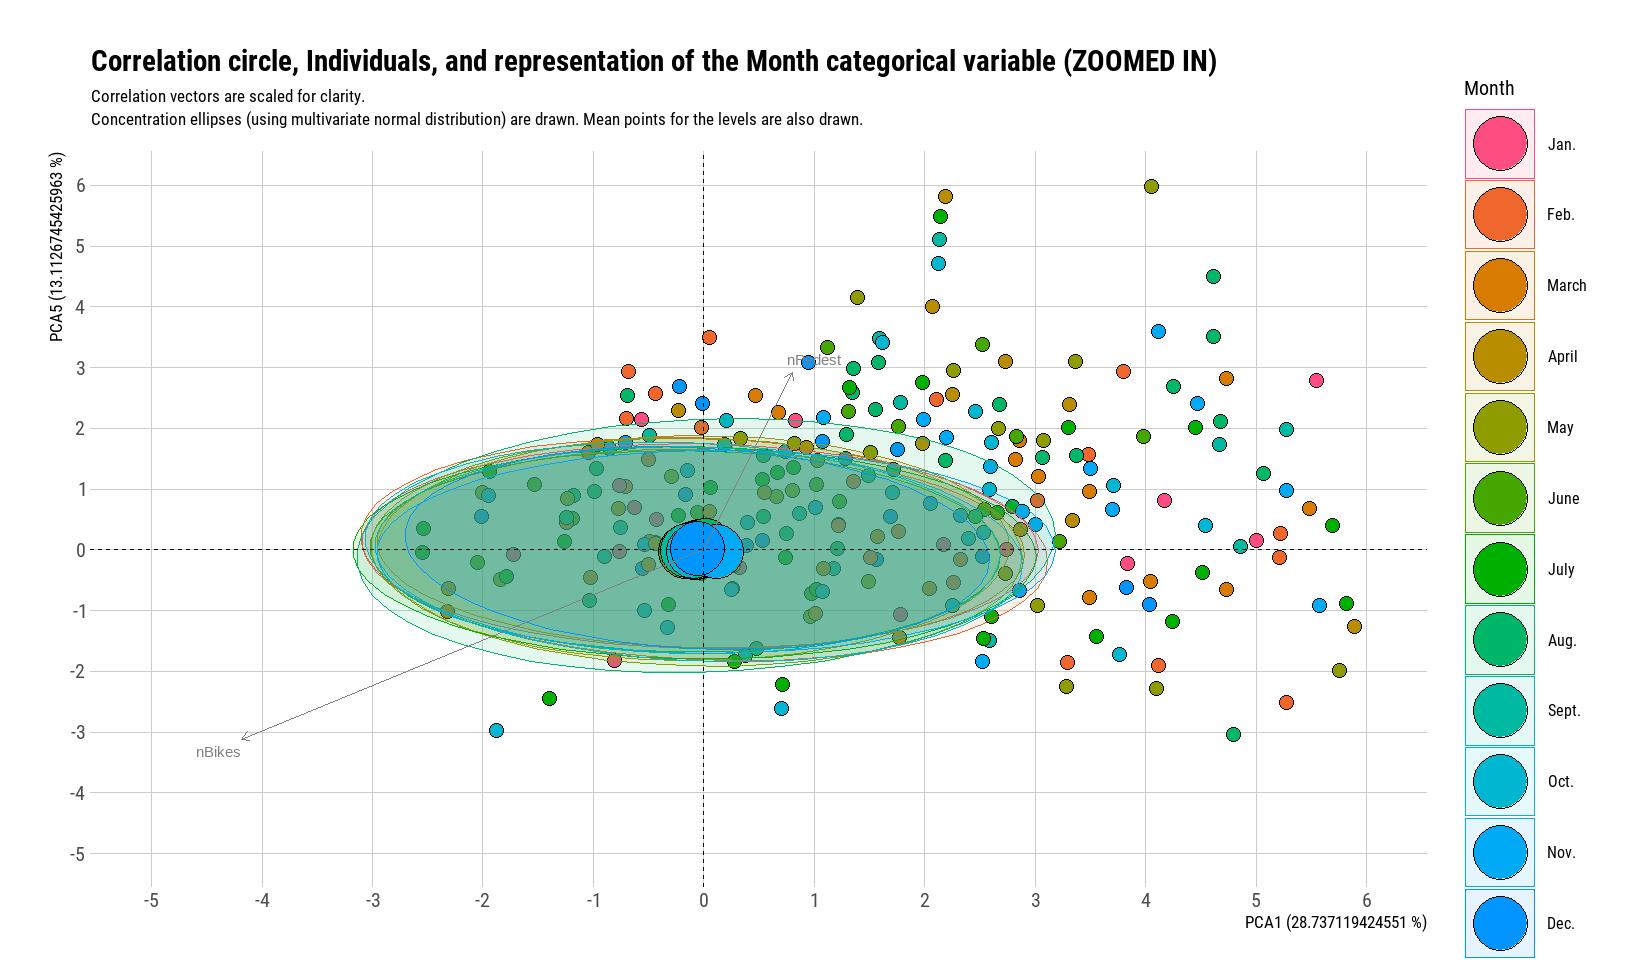 Correlation circle, Individuals, and representation of the Month categorical variable (ZOOMED IN)
Correlation vectors are scaled for clarity.
Concentration ellipses (using multivariate normal distribution) are drawn. Mean points for the levels are also drawn.
PCA5 (13.1126745425963 %)
6
5
4
3
2
1
0
-1
-2
-3
-4
-5
nBikes
-5
-4
-3
-2
-1
0
1
2
3
4
5
6
PCA1 (28.737119424551 %)
Month
Jan.
Feb.
March
April
May
June
July
Aug.
Sept.
Oct.
Nov.
Dec.